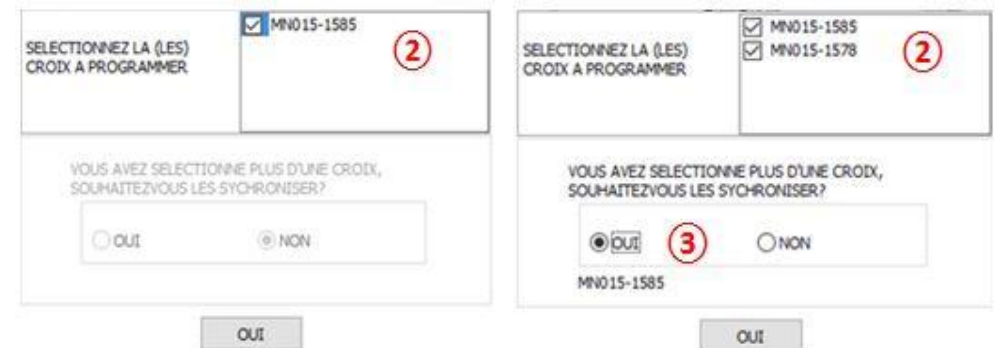 SELECTIONNEZ LA (LES)
CROIX A PROGRAMMER
MN015-1585
②
VOUS AVEZ SELECTIONNE PLUS D'UNE CROIX,
SOUHAITEZVOUS LES SYCHRONISER?
OUI
NON
OUI
SELECTIONNEZ LA (LES)
CROIX A PROGRAMMER
MN015-1585
MN015-1578
②
VOUS AVEZ SELECTIONNE PLUS D'UNE CROIX,
SOUHAITEZVOUS LES SYCHRONISER?
OUI
③
NON
MN015-1585
OUI